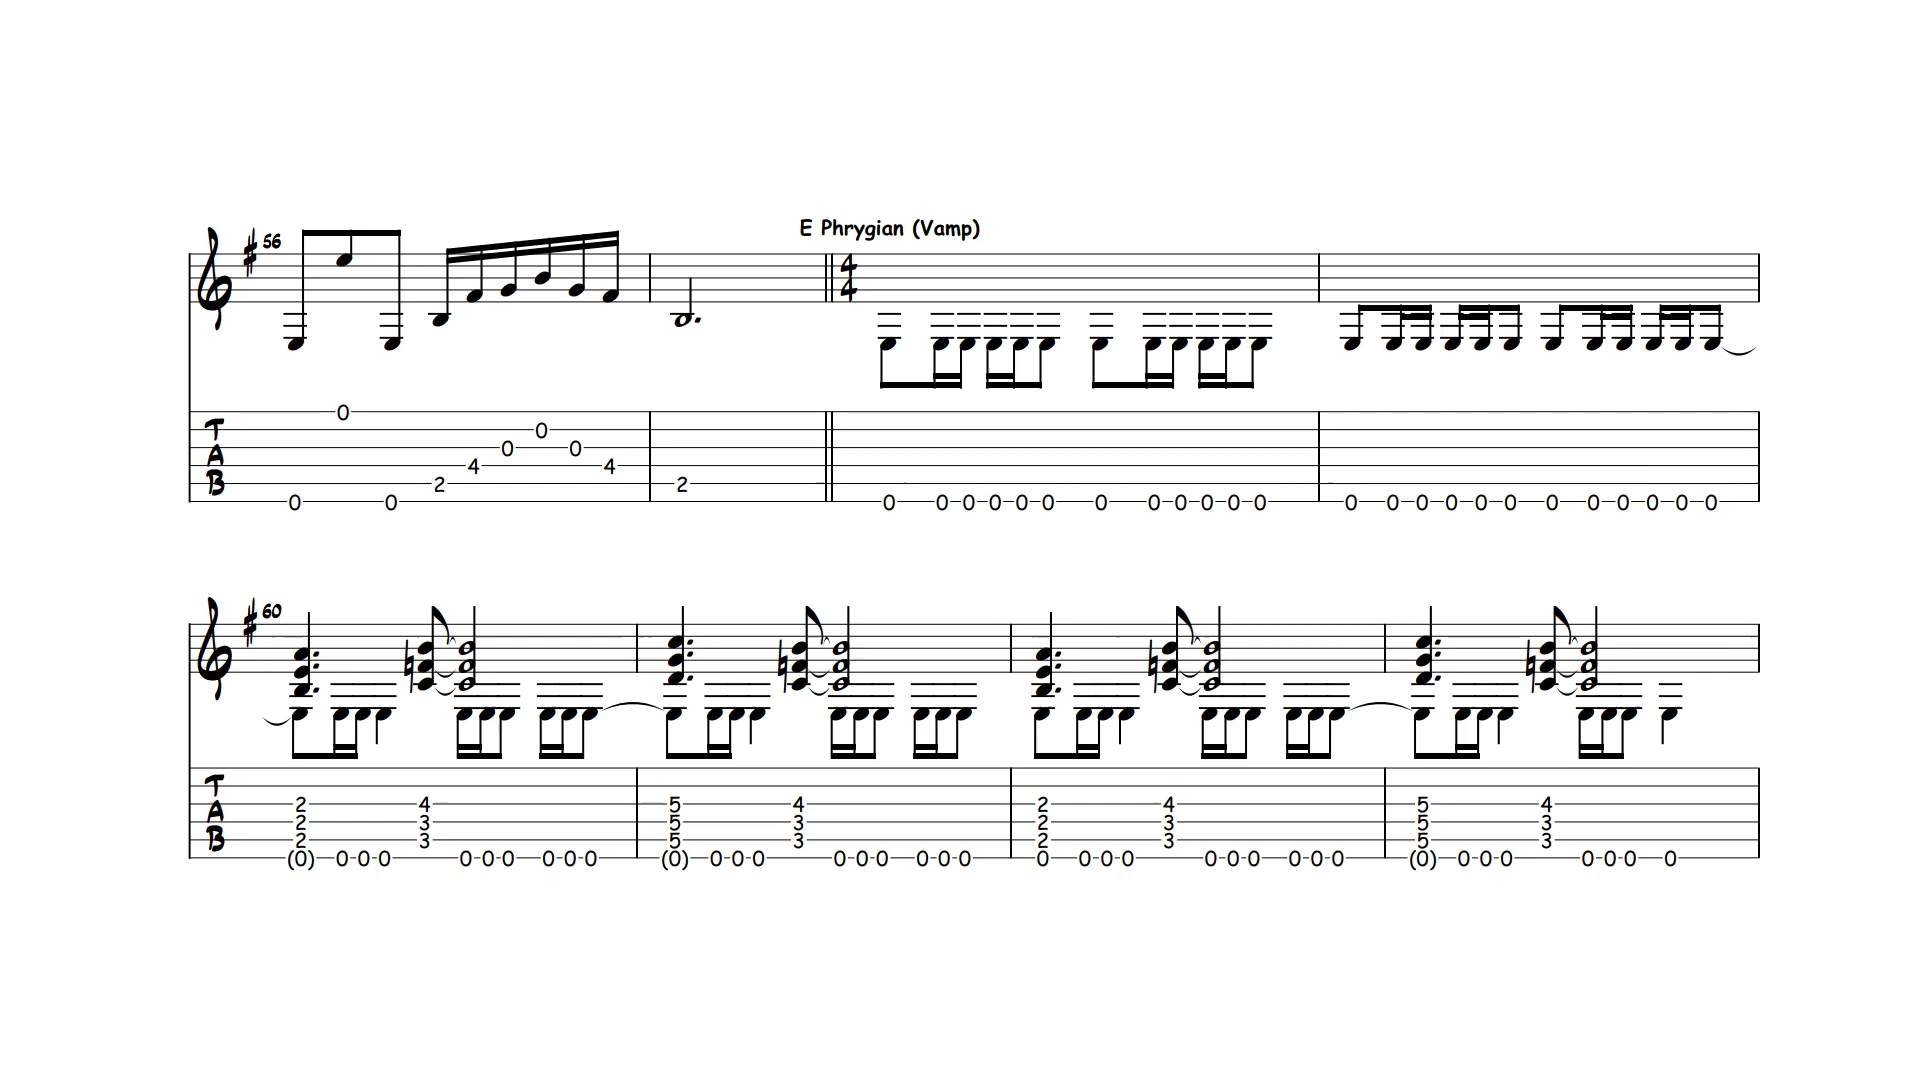 56
E Phrygian (Vamp)
4
4
T
A
B
0 0 0 2 4 0 0 0 4 2 0 0 0 0 0 0 0 0 0 0 0 0 0 0 0 0 0 0 0 0 0 0 0 0
60
T
A
B
2 4 5 4 2 4 5 4
2 3 5 3 2 3 5 3
2 3 5 3 2 3 5 3
(0) 0 0 0 0 0 0 0 0 0 (0) 0 0 0 0 0 0 0 0 0 0 0 0 0 0 0 0 0 0 0 (0) 0 0 0 0 0 0 0